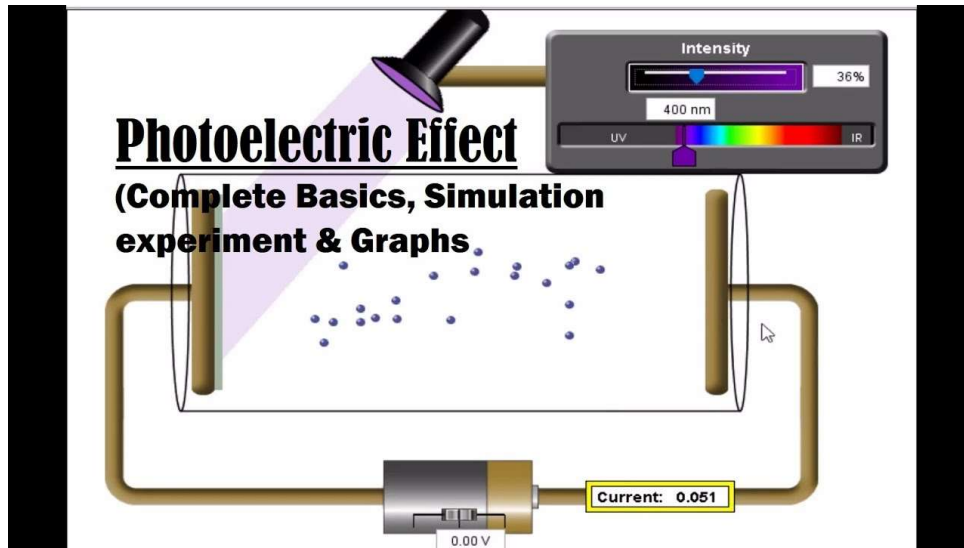 Intensity
36%
400 nm
UV
IR
Photoelectric Effect
(Complete Basics, Simulation
experiment & Graphs
Current: 0.051
0.00 V